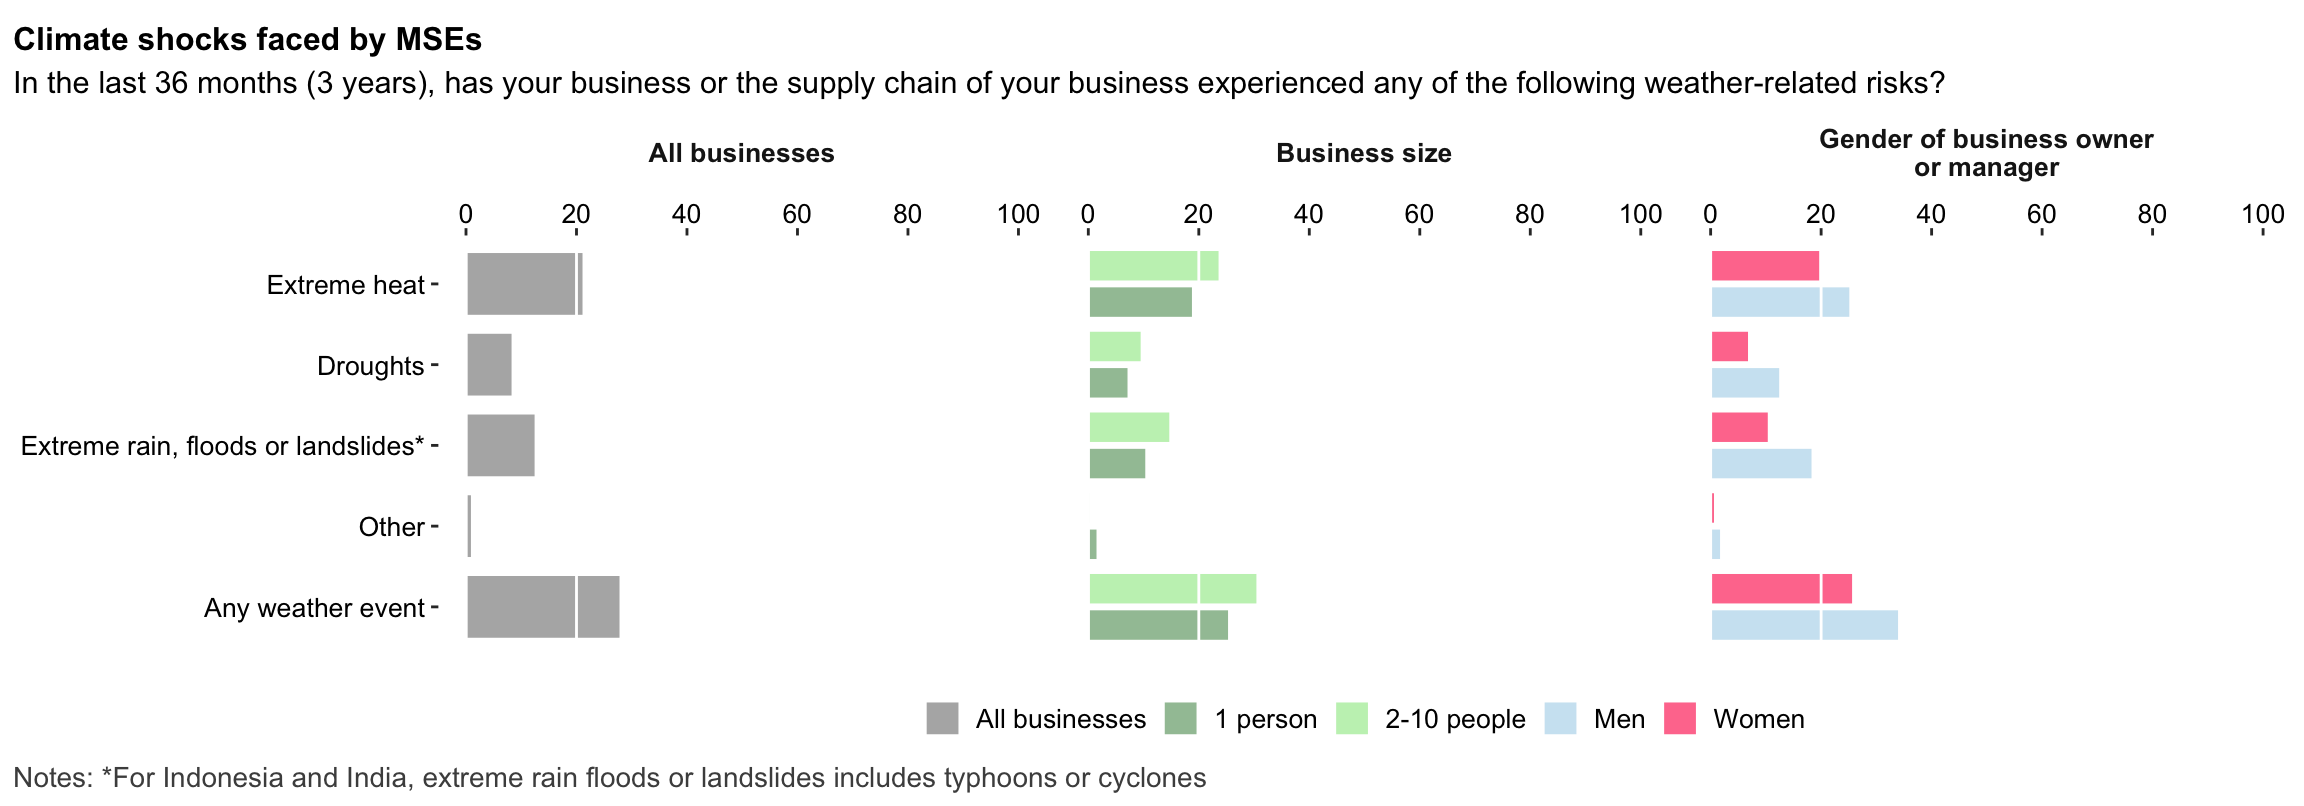 Climate shocks faced by MSEs
In the last 36 months (3 years), has your business or the supply chain of your business experienced any of the following weather-related risks?
All businesses
Business size
Gender of business owner
or manager
0 20 40 60 80 100 0 20 40 60 80 100 0 20 40 60 80 100
Extreme heat
Droughts
Extreme rain, floods or landslides*
Other
Any weather event
All businesses 1 person 2-10 people Men Women
Notes: *For Indonesia and India, extreme rain floods or landslides includes typhoons or cyclones